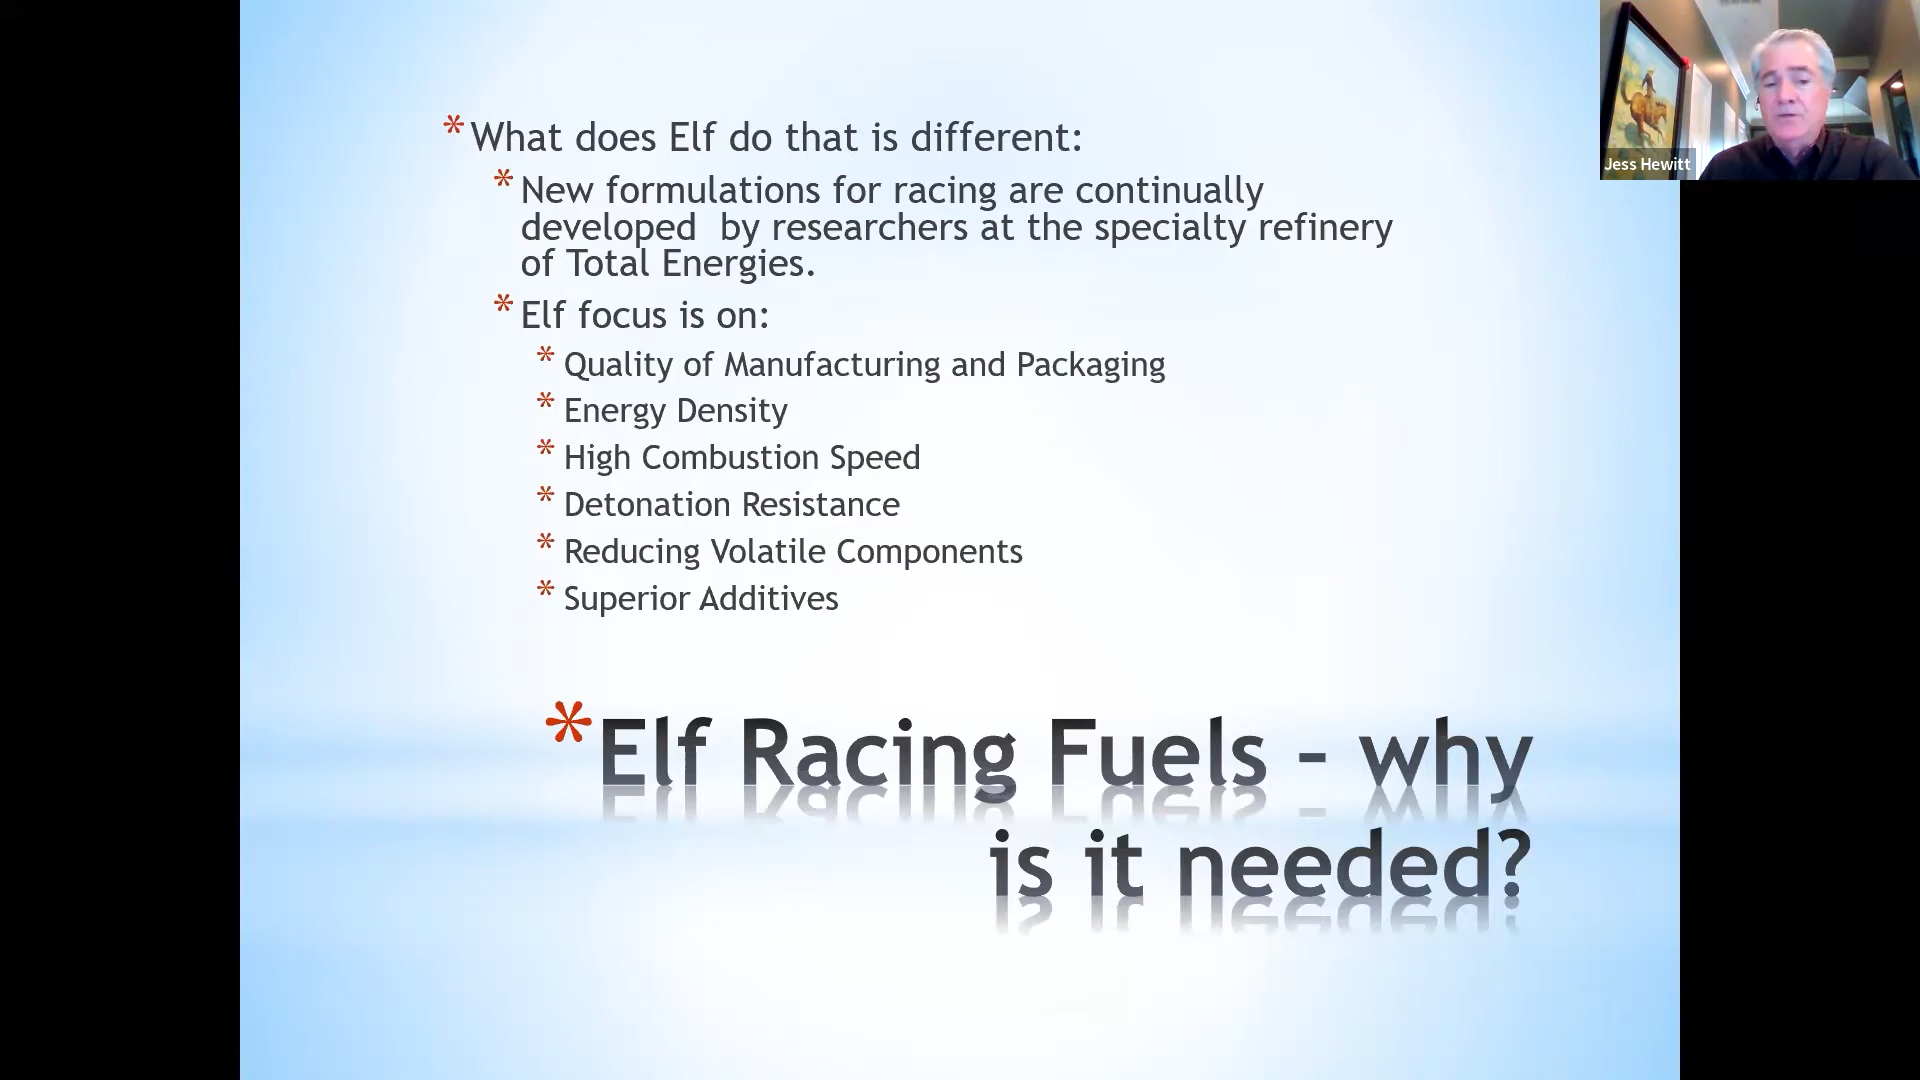 * What does Elf do that is different:
* New formulations for racing are continually
developed  by researchers at the specialty refinery
of Total Energies.
* Elf focus is on:
* Quality of Manufacturing and Packaging
* Energy Density
* High Combustion Speed
* Detonation Resistance
* Reducing Volatile Components
* Superior Additives
* Elf Racing Fuels – why
is it needed?
Jess Hewitt